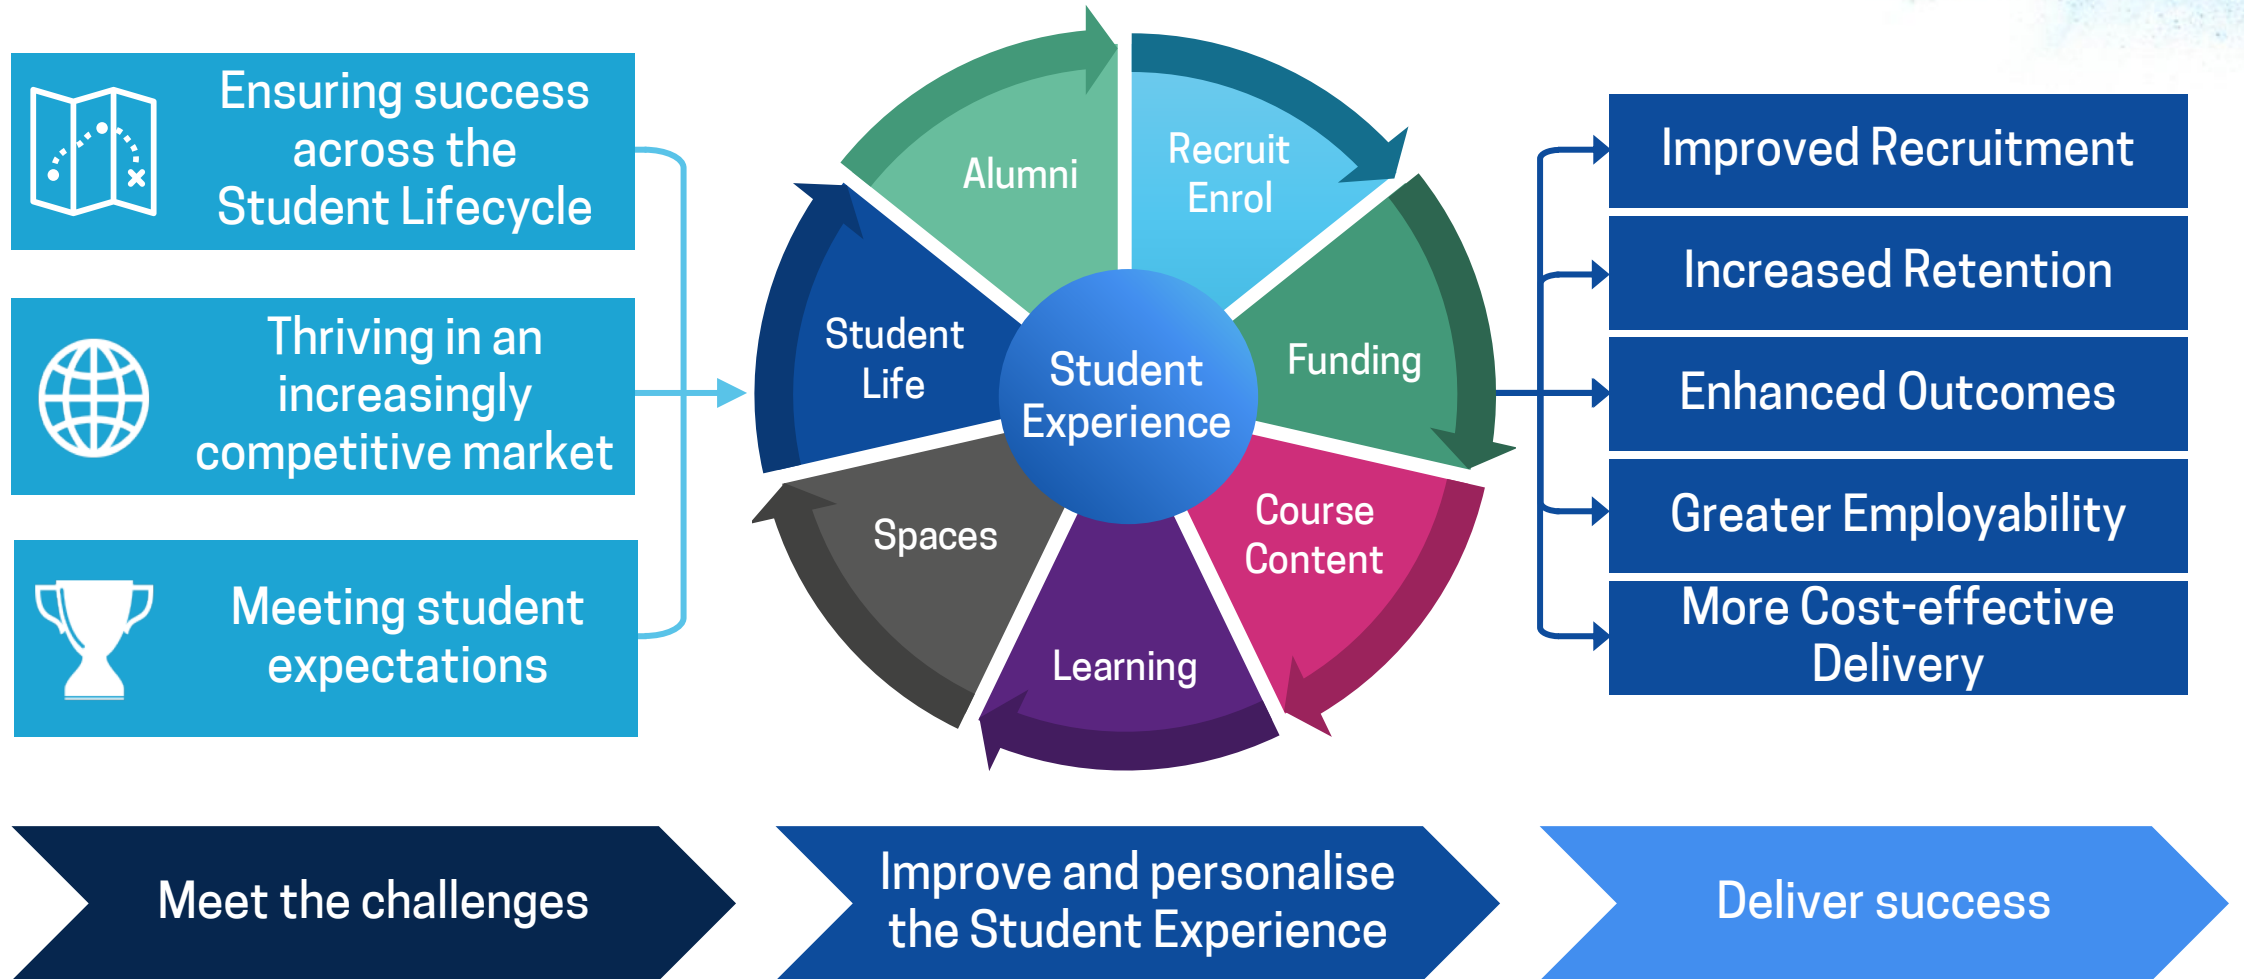 Ensuring success
across the
Student Lifecycle
Thriving in an
increasingly
competitive market
Meeting student
expectations
Alumni
Recruit
Enrol
Student
Life
Funding
Student
Experience
Spaces
Course
Content
Learning
Improved Recruitment
Increased Retention
Enhanced Outcomes
Greater Employability
More Cost-effective
Delivery
Meet the challenges
Improve and personalise
the Student Experience
Deliver success